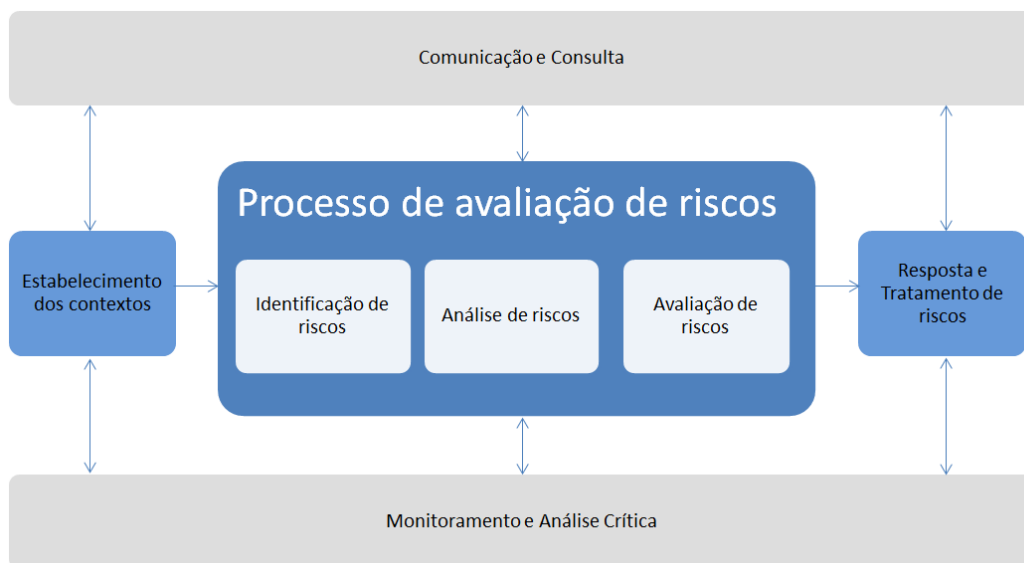 Comunicação e Consulta
Processo de avaliação de riscos
Estabelecimento
dos contextos
Identificação de
riscos
Análise de riscos
Avaliação de
riscos
Resposta e
Tratamento de
riscos
Monitoramento e Análise Crítica